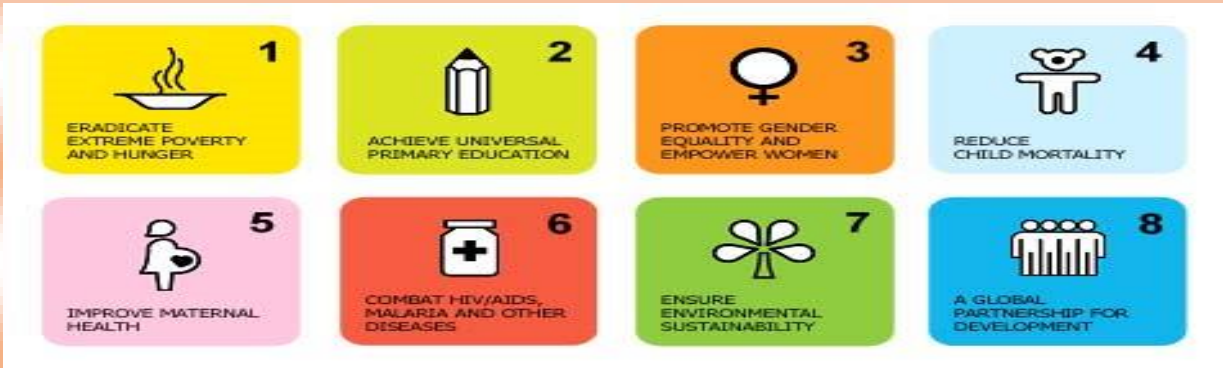 1
ERADICATE
EXTREME POVERTY
AND HUNGER
2
ACHIEVE UNIVERSAL
PRIMARY EDUCATION
3
PROMOTE GENDER
EQUALITY AND
EMPOWER WOMEN
4
REDUCE
CHILD MORTALITY
5
IMPROVE MATERNAL
HEALTH
6
COMBAT HIV/AIDS,
MALARIA AND OTHER
DISEASES
7
ENSURE
ENVIRONMENTAL
SUSTAINABILITY
8
A GLOBAL
PARTNERSHIP FOR
DEVELOPMENT